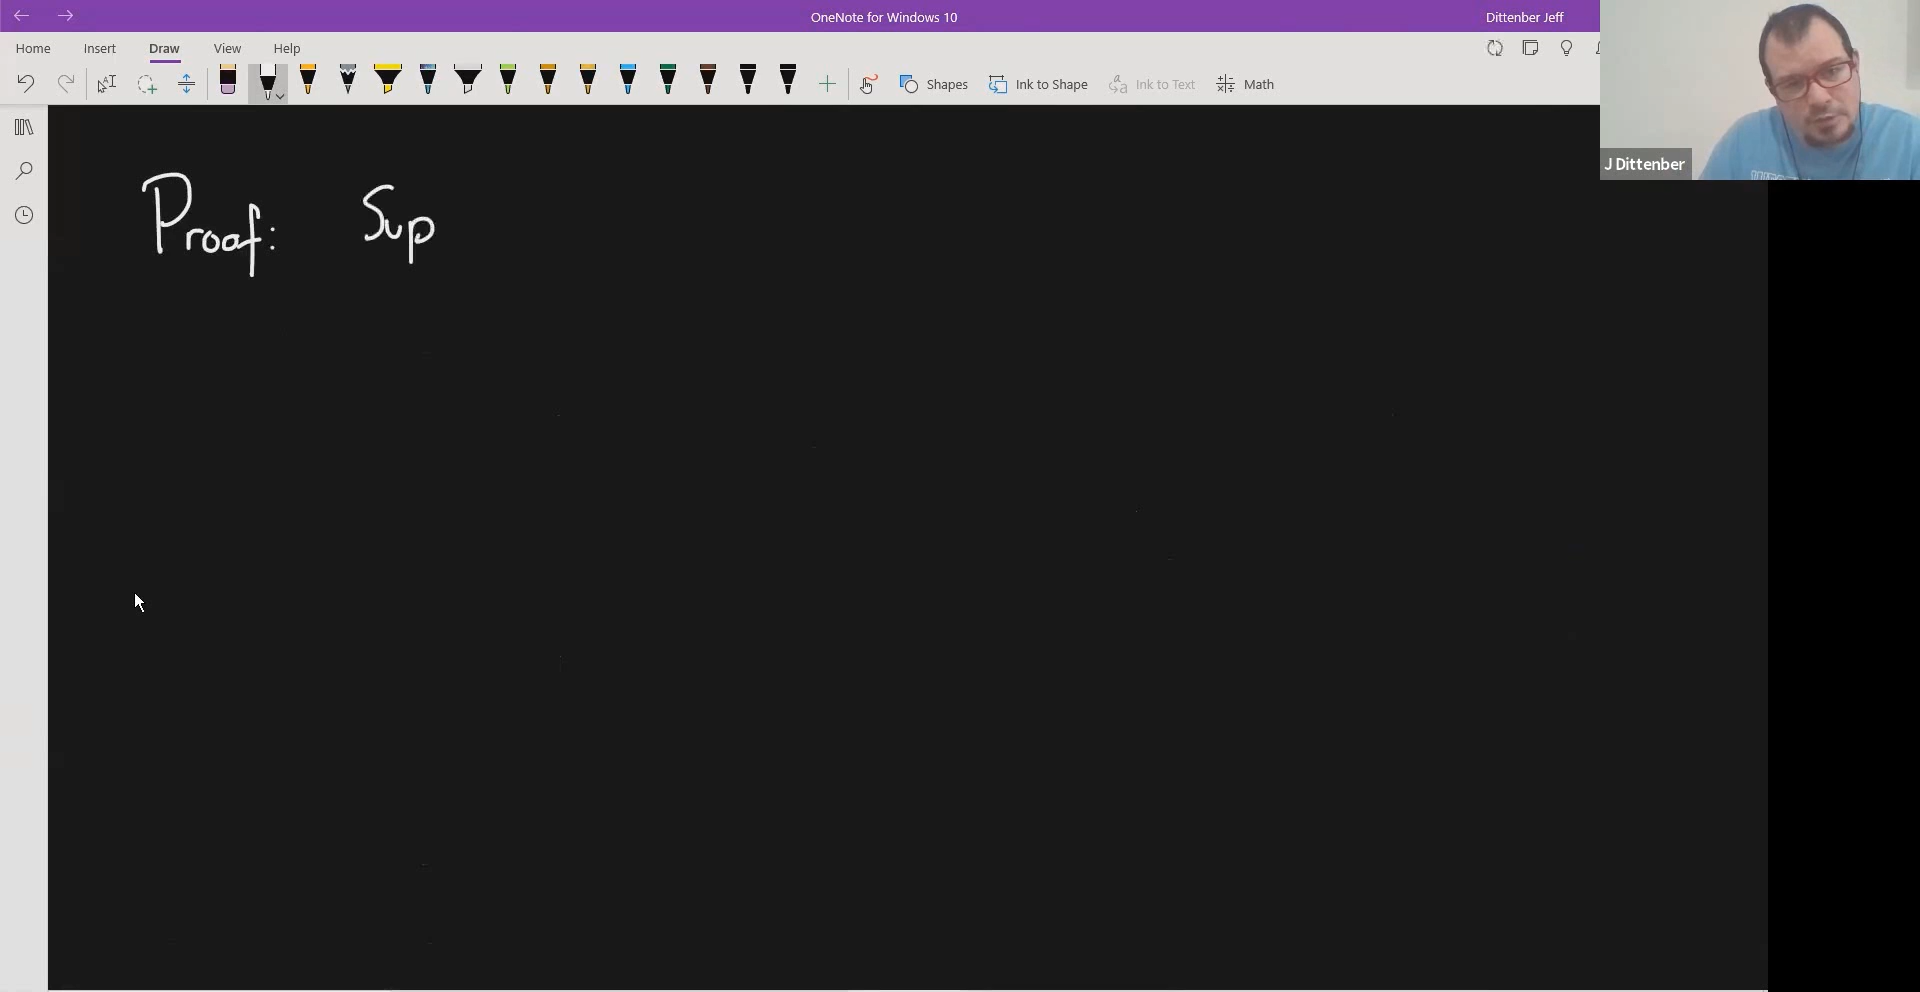 OneNote for Windows 10
Dittenber Jeff
Home Insert Draw View Help
Shapes Ink to Shape Ink to Text Math
J Dittenber
Proof: Sup